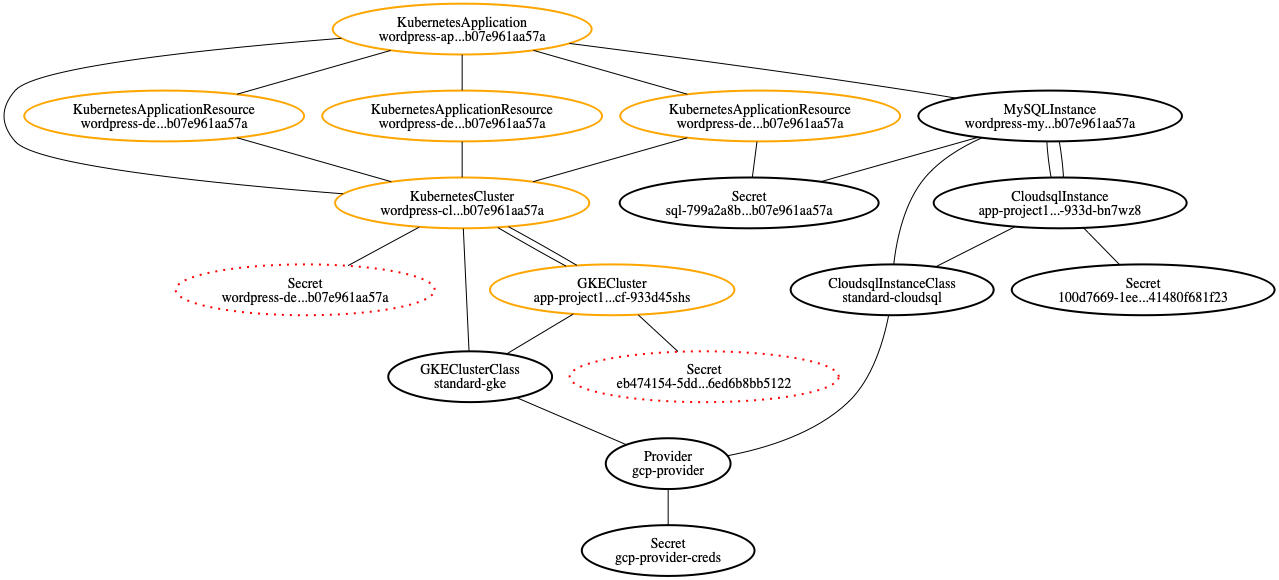 KubernetesApplication
wordpress-ap...b07e961aa57a
KubernetesApplicationResource
wordpress-de...b07e961aa57a
KubernetesApplicationResource
wordpress-de...b07e961aa57a
KubernetesApplicationResource
wordpress-de...b07e961aa57a
MySQLInstance
wordpress-my...b07e961aa57a
KubernetesCluster
wordpress-cl...b07e961aa57a
Secret
sql-799a2a8b...b07e961aa57a
CloudsqlInstance
app-project1...-933d-bn7wz8
Secret
wordpress-de...b07e961aa57a
GKECluster
app-project1...cf-933d45shs
CloudsqlInstanceClass
standard-cloudsql
Secret
100d7669-1ee...41480f681f23
GKEClusterClass
standard-gke
Secret
eb474154-5dd...6ed6b8bb5122
Provider
gcp-provider
Secret
gcp-provider-creds